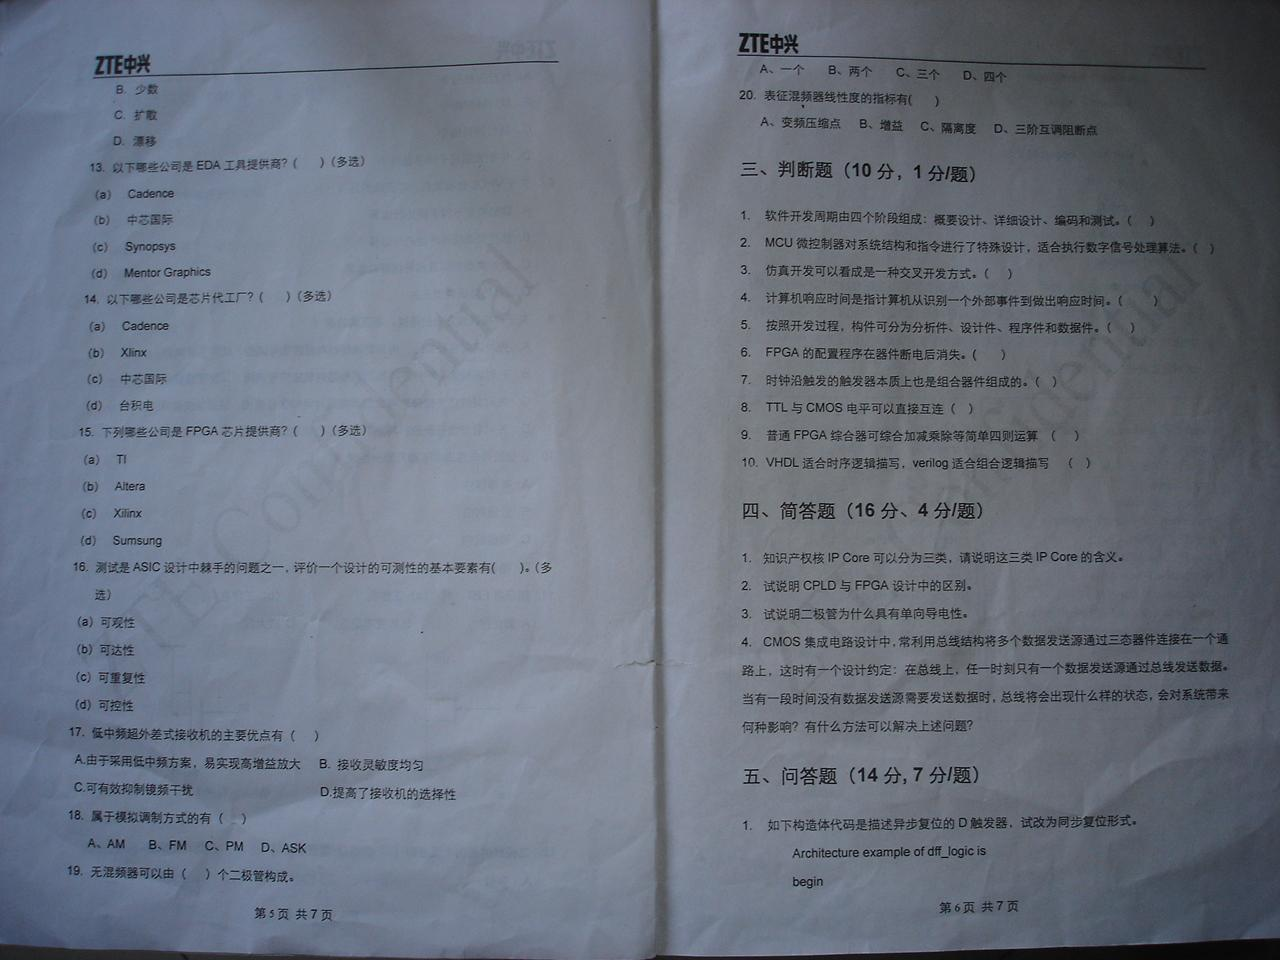 ZTE中兴
B. 少数
C. 扩散
D. 漂移
13. 以下哪些公司是 EDA 工具提供商?（ ）（多选）
(a) Cadence
(b) 中芯国际
(c) Synopsys
(d) Mentor Graphics
14. 以下哪些公司是芯片代工厂?（ ）（多选）
(a) Cadence
(b) Xlinx
(c) 中芯国际
(d) 台积电
15. 下列哪些公司是 FPGA 芯片提供商?（ ）（多选）
(a) TI
(b) Altera
(c) Xilinx
(d) Sumsung
16. 测试是 ASIC 设计中棘手的问题之一，评价一个设计的可测性的基本要素有( )。（多
选）
(a) 可观性
(b) 可达性
(c) 可重复性
(d) 可控性
17. 低中频超外差式接收机的主要优点有（ ）
A.由于采用低中频方案，易实现高增益放大 B. 接收灵敏度均匀
C.可有效抑制镜频干扰 D.提高了接收机的选择性
18. 属于模拟调制方式的有（ ）
A、AM B、FM C、PM D、ASK
19. 无混频器可以由（ ）个二极管构成。
第 5 页 共 7 页
ZTE中兴
A、一个 B、两个 C、三个 D、四个
20. 表征混频器线性度的指标有( )
A、变频压缩点 B、增益 C、隔离度 D、三阶互调阻断点
三、判断题（10 分，1 分/题）
1. 软件开发周期由四个阶段组成：概要设计、详细设计、编码和测试。（ ）
2. MCU 微控制器对系统结构和指令进行了特殊设计，适合执行数字信号处理算法。（ ）
3. 仿真开发可以看成是一种交叉开发方式。（ ）
4. 计算机响应时间是指计算机从识别一个外部事件到做出响应时间。（ ）
5. 按照开发过程，构件可分为分析件、设计件、程序件和数据件。（ ）
6. FPGA 的配置程序在器件断电后消失。（ ）
7. 时钟沿触发的触发器本质上也是组合器件组成的。（ ）
8. TTL 与 CMOS 电平可以直接互连（ ）
9. 普通 FPGA 综合器可综合加减乘除等简单四则运算 （ ）
10. VHDL 适合时序逻辑描写，verilog 适合组合逻辑描写 （ ）
四、简答题（16 分、4 分/题）
1. 知识产权核 IP Core 可以分为三类，请说明这三类 IP Core 的含义。
2. 试说明 CPLD 与 FPGA 设计中的区别。
3. 试说明二极管为什么具有单向导电性。
4. CMOS 集成电路设计中，常利用总线结构将多个数据发送源通过三态器件连接在一个通
路上，这时有一个设计约定：在总线上，任一时刻只有一个数据发送源通过总线发送数据。
当有一段时间没有数据发送源需要发送数据时，总线将会出现什么样的状态，会对系统带来
何种影响？有什么方法可以解决上述问题？
五、问答题（14 分, 7 分/题）
1. 如下构造体代码是描述异步复位的 D 触发器，试改为同步复位形式。
Architecture example of dff_logic is
begin
第 6 页 共 7 页